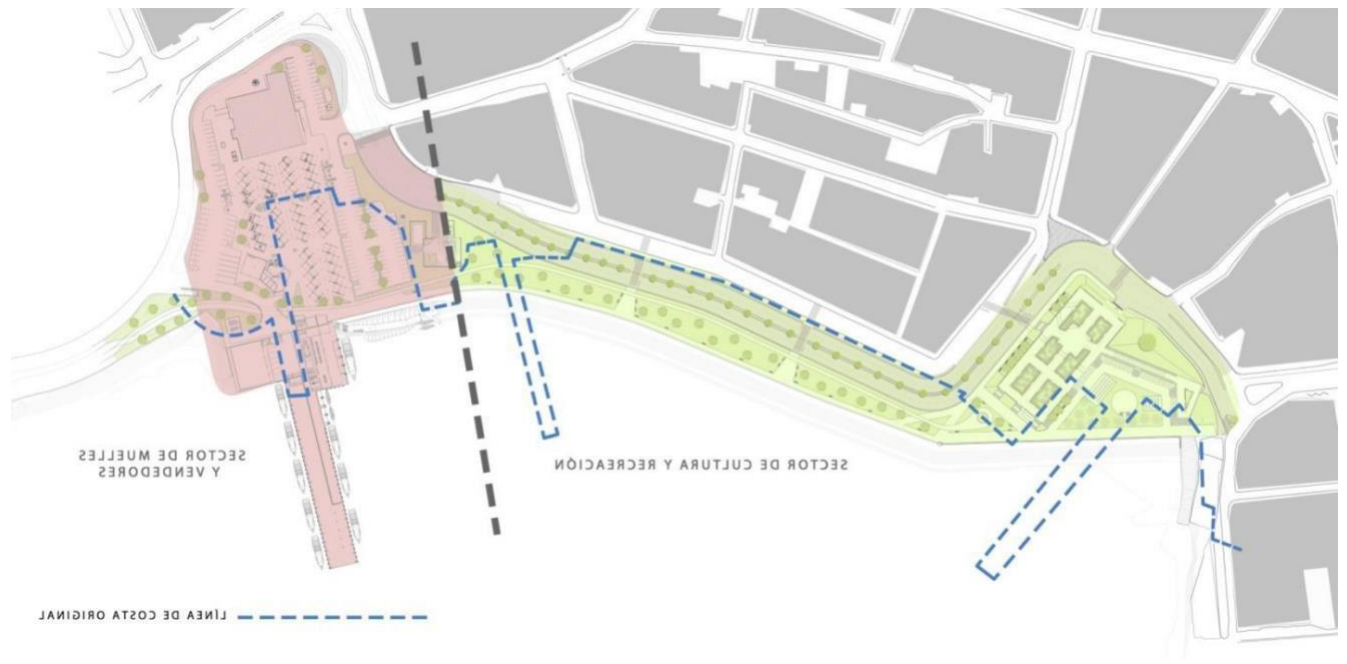 SECTOR DE MUELLES
Y VENDEDORES
SECTOR DE CULTURA Y RECREACIÓN
LÍNEA DE COSTA ORIGINAL